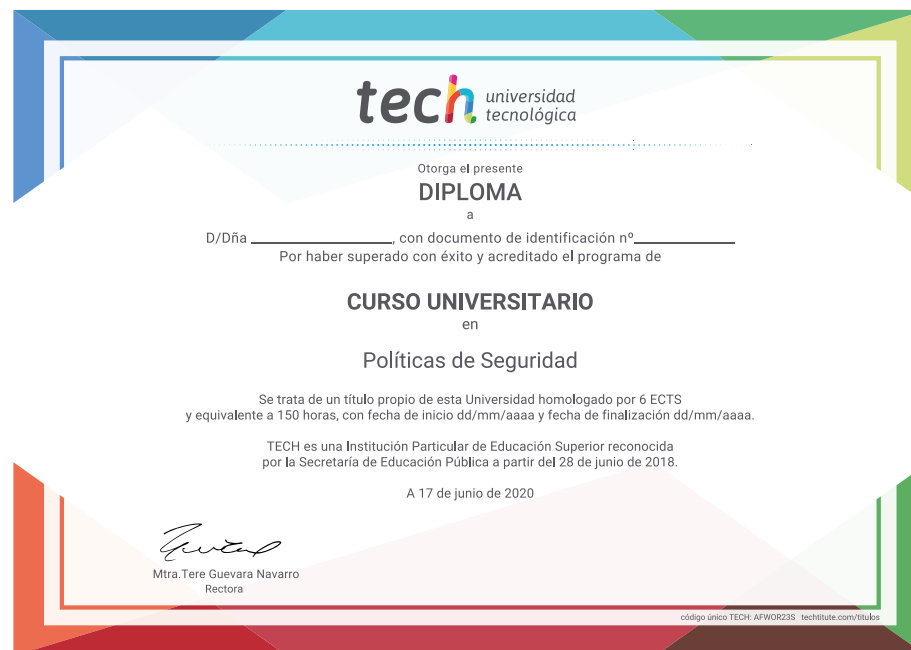 tech universidad
tecnológica
Otorga el presente
DIPLOMA
a
D/Dña ____________________, con documento de identificación nº______________
Por haber superado con éxito y acreditado el programa de
CURSO UNIVERSITARIO
en
Políticas de Seguridad
Se trata de un título propio de esta Universidad homologado por 6 ECTS
y equivalente a 150 horas, con fecha de inicio dd/mm/aaaa y fecha de finalización dd/mm/aaaa.
TECH es una Institución Particular de Educación Superior reconocida
por la Secretaría de Educación Pública a partir del 28 de junio de 2018.
A 17 de junio de 2020
Mtra.Tere Guevara Navarro
Rectora
código único TECH: AFWOR23S techtitute.com/titulos